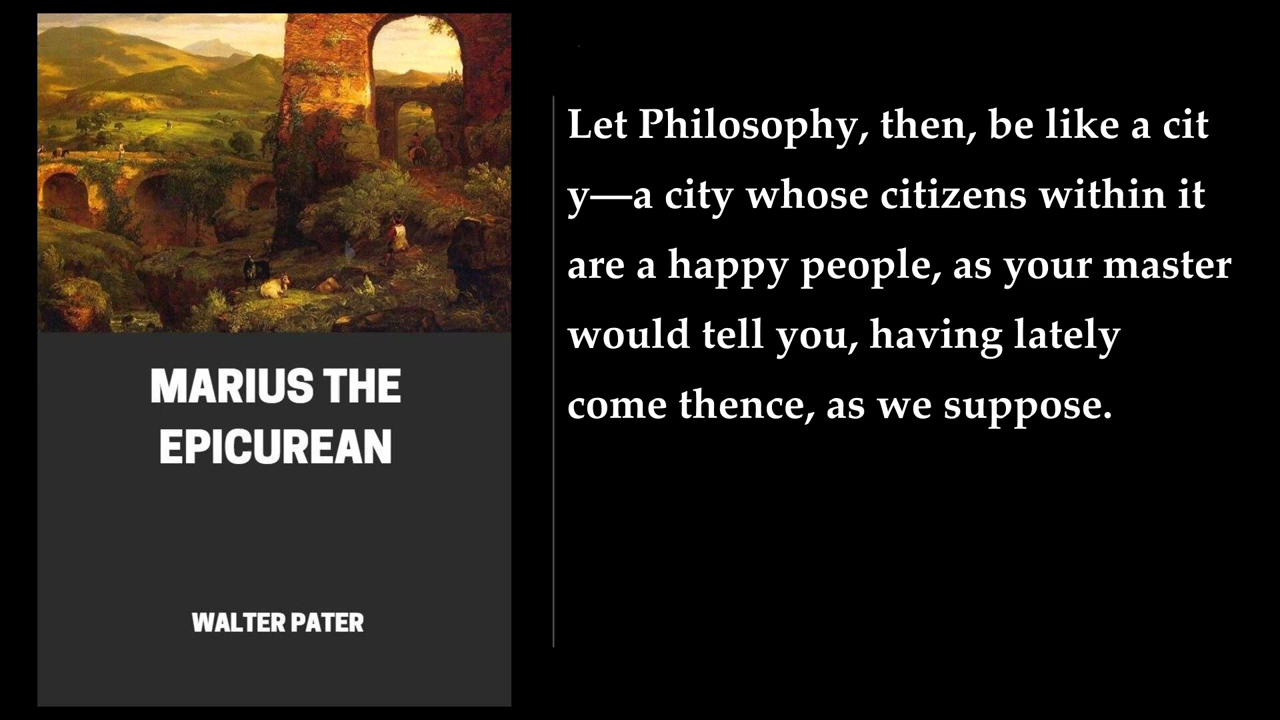 MARIUS THE
EPICUREAN
WALTER PATER
Let Philosophy, then, be like a cit
y—a city whose citizens within it
are a happy people, as your master
would tell you, having lately
come thence, as we suppose.